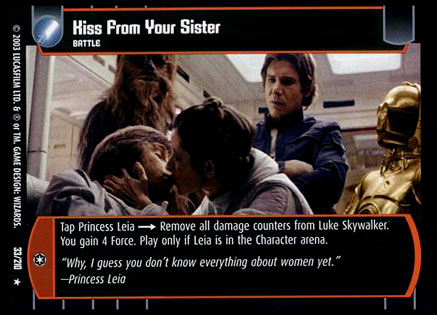 Kiss From Your Sister
BATTLE
Tap Princess Leia → Remove all damage counters from Luke Skywalker.
You gain 4 Force. Play only if Leia is in the Character arena.
“Why, I guess you don’t know everything about women yet.”
—Princess Leia
© 2003 LUCASFILM LTD. & ® or TM. GAME DESIGN: WIZARDS.
33/210 ★